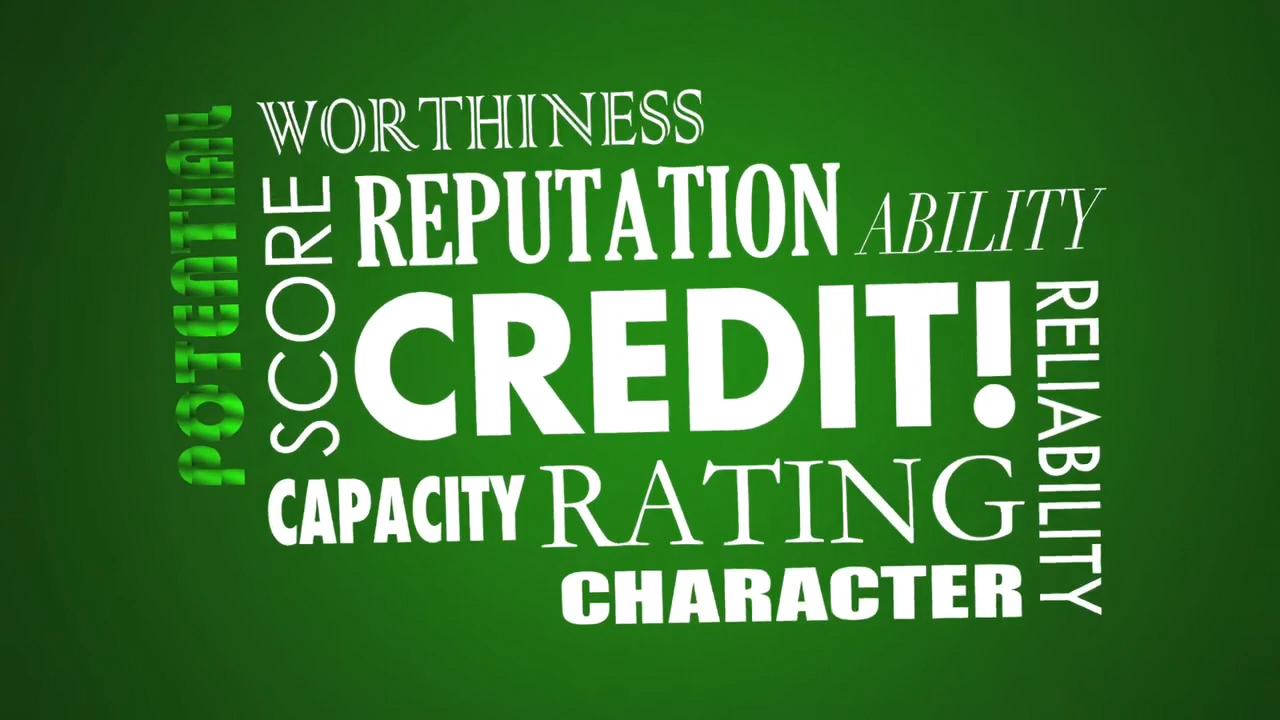 POTENTIAL
WORTHINESS
SCORE
REPUTATION
ABILITY
CREDIT!
RELIABILITY
CAPACITY
RATING
CHARACTER